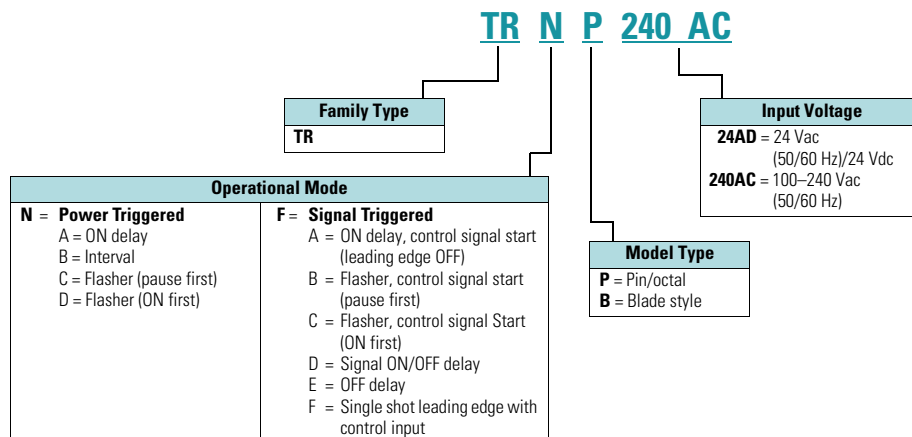 TR N P 240 AC
Family Type
TR
Input Voltage
24AD = 24 Vac
(50/60 Hz)/24 Vdc
240AC = 100–240 Vac
(50/60 Hz)
Operational Mode
N = Power Triggered
A = ON delay
B = Interval
C = Flasher (pause first)
D = Flasher (ON first)
F = Signal Triggered
A = ON delay, control signal start
(leading edge OFF)
B = Flasher, control signal start
(pause first)
C = Flasher, control signal Start
(ON first)
D = Signal ON/OFF delay
E = OFF delay
F = Single shot leading edge with
control input
Model Type
P = Pin/octal
B = Blade style